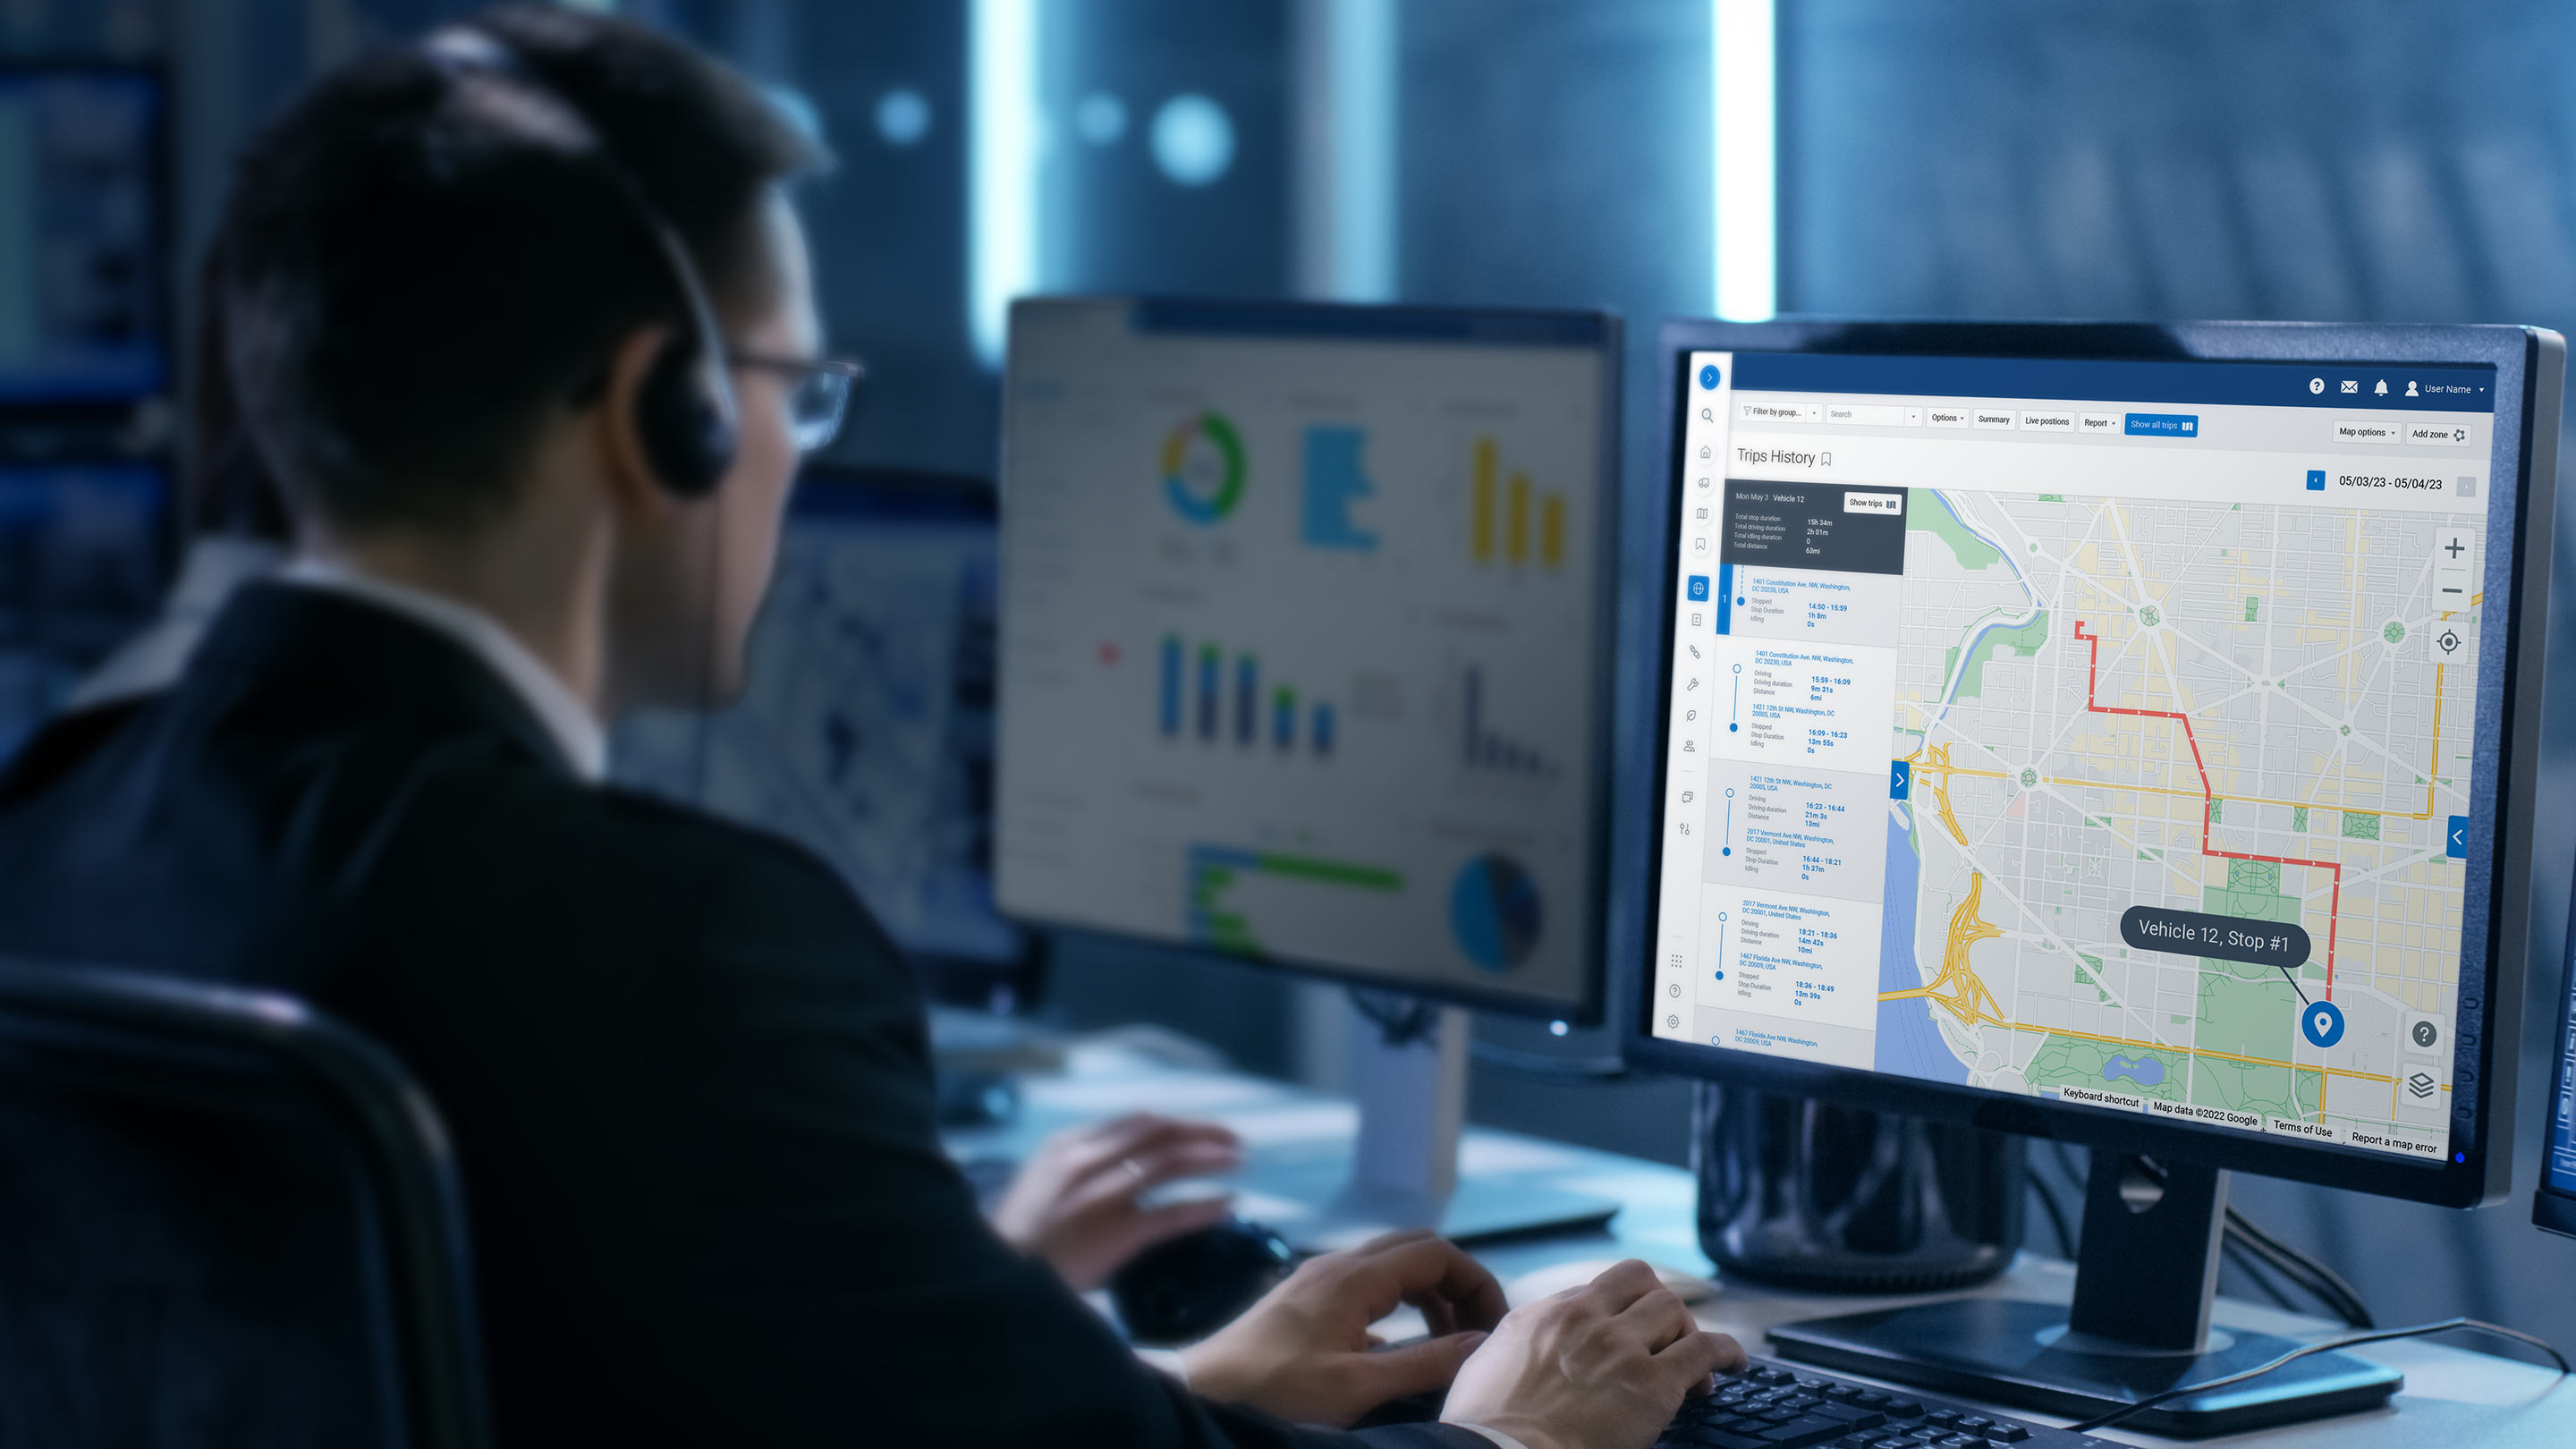 User Name
Filter by group...
Search
Options
Summary
Live postions
Report
Show all trips
Map options
Add zone
Trips History
05/03/23 - 05/04/23
Mon May 3 Vehicle 12
Show trips
Total stop duration 15h 34m
Total driving duration 2h 01m
Total idling duration 0
Total distance 63mi
1
1401 Constitution Ave. NW, Washington,
DC 20230, USA
Stopped 14:50 - 15:59
Stop Duration 1h 8m
Idling 0s
1401 Constitution Ave. NW, Washington,
DC 20230, USA
Driving 15:59 - 16:09
Driving duration 9m 31s
Distance 6mi
1421 12th St NW, Washington, DC
20005, USA
Stopped 16:09 - 16:23
Stop Duration 13m 55s
Idling 0s
1421 12th St NW, Washington, DC
20005, USA
Driving 16:23 - 16:44
Driving duration 21m 3s
Distance 13mi
2017 Vermont Ave NW, Washington,
DC 20001, United States
Stopped 16:44 - 18:21
Stop Duration 1h 37m
Idling 0s
2017 Vermont Ave NW, Washington,
DC 20001, United States
Driving 18:21 - 18:36
Driving duration 14m 42s
Distance 10mi
1467 Florida Ave NW, Washington,
DC 20009, USA
Stopped 18:36 - 18:49
Stop Duration 13m 39s
Idling 0s
1467 Florida Ave NW, Washington,
DC 20009, USA
Vehicle 12, Stop #1
Keyboard shortcut
Map data ©2022 Google
Terms of Use
Report a map error